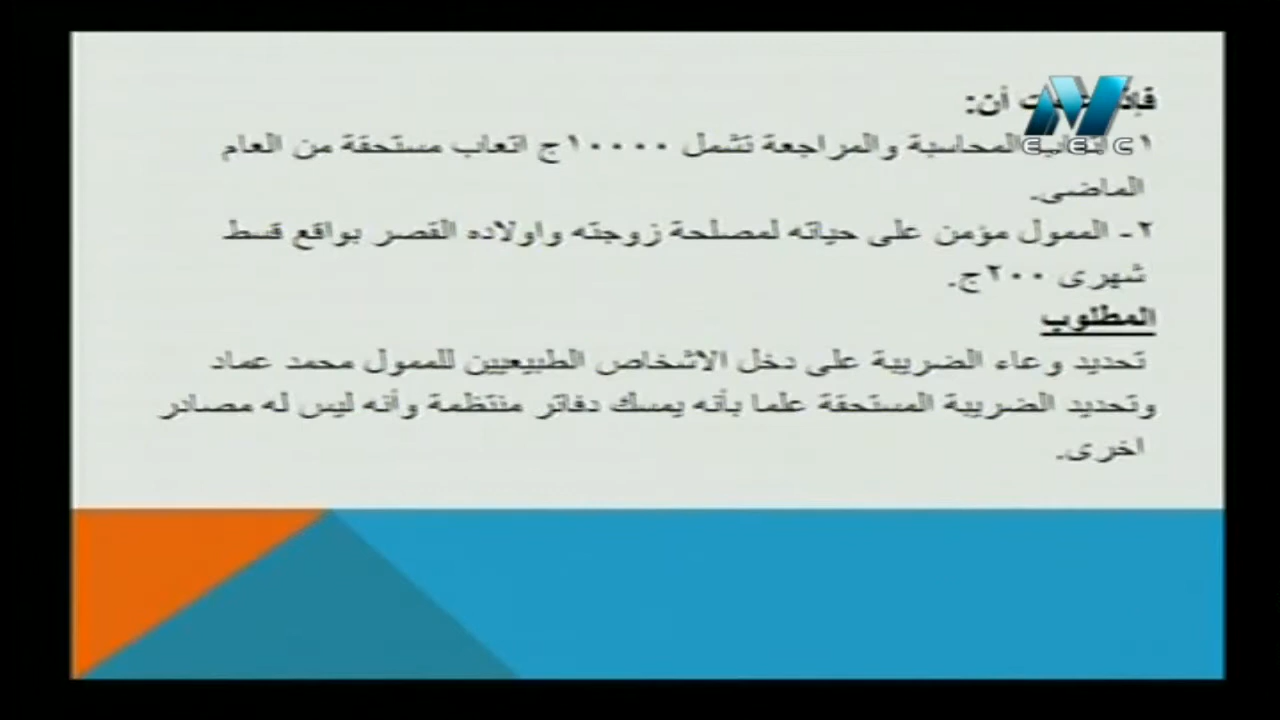 أن:
المحاسبة والمراجعة تشمل ١٠٠٠٠ج اتعاب مستحقة من العام
الماضى.
٢- الممول مؤمن على حياته لمصلحة زوجته واولاده القصر بواقع قسط
شهرى ٢٠٠ج.
المطلوب
تحديد وعاء الضريبة على دخل الاشخاص الطبيعيين للممول محمد عماد
وتحديد الضريبة المستحقة علما بأنه يمسك دفاتر منتظمة وأنه ليس له مصادر
اخرى.
E.E.C